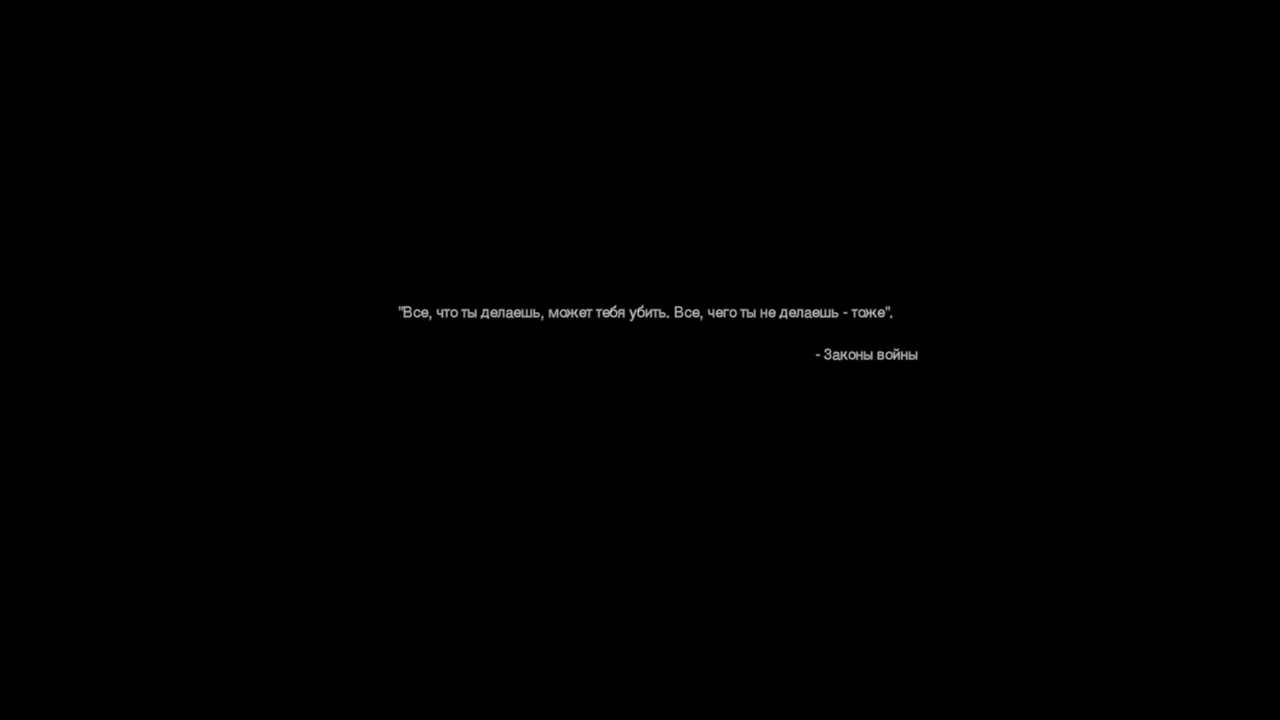 "Все, что ты делаешь, может тебя убить. Все, чего ты не делаешь - тоже".
- Законы войны